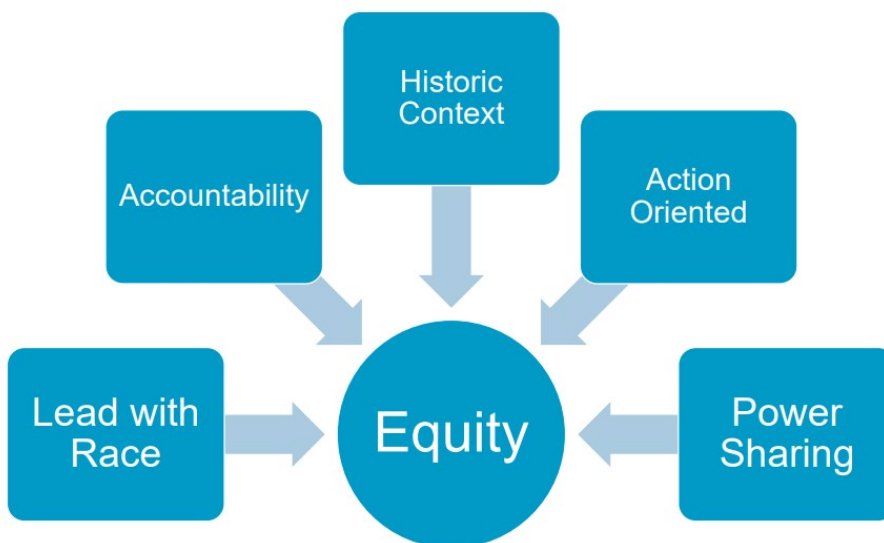 Historic
Context
Accountability
Action
Oriented
Lead with
Race
Equity
Power
Sharing